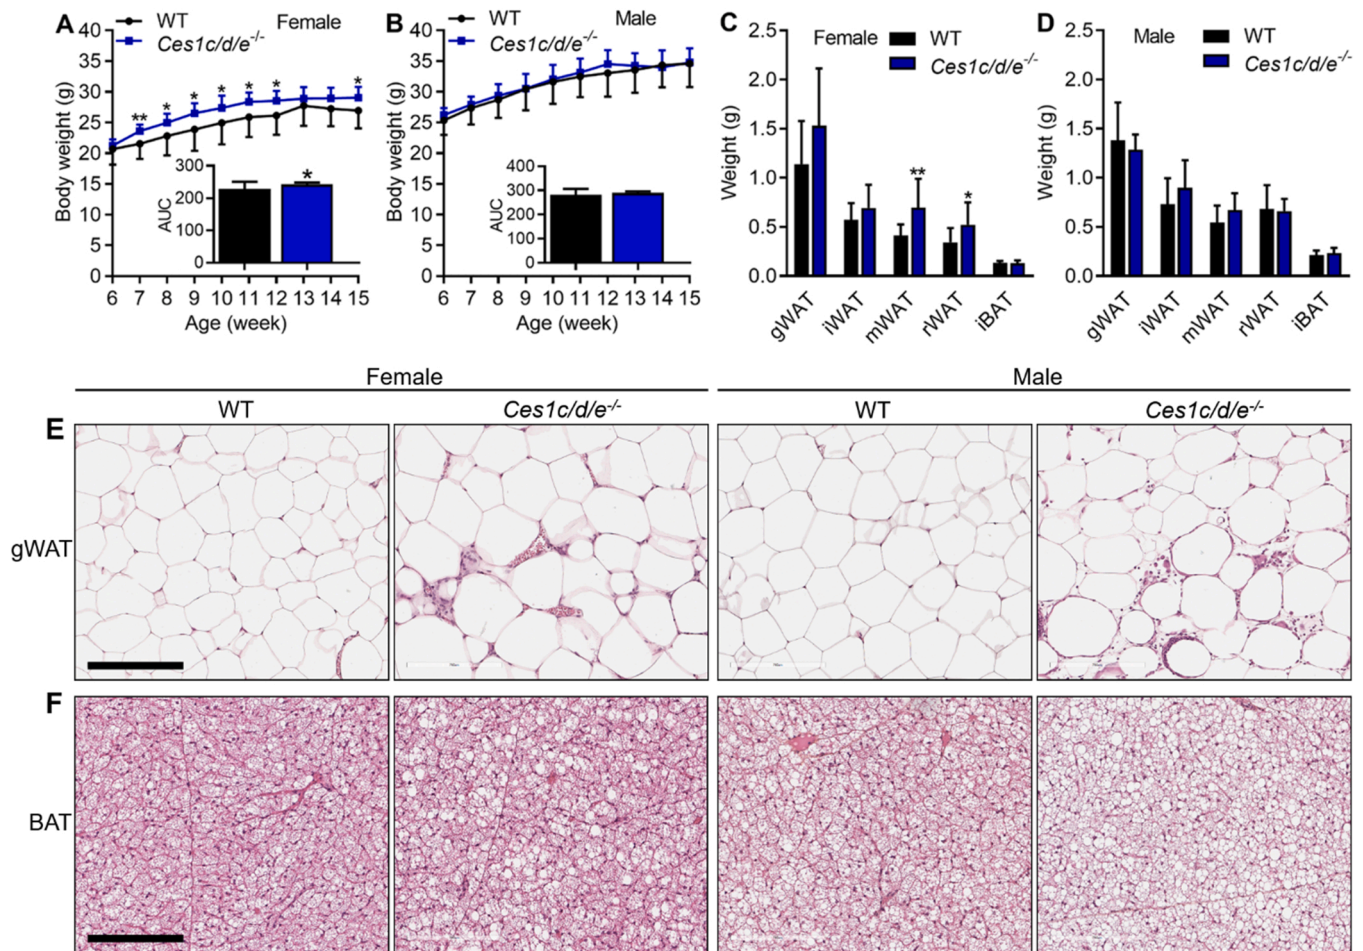 A
WT
Ces1c/d/e-/-
Female
Body weight (g)
40
35
30
25
20
15
10
5
0
** * * * * * *
AUC
300
200
100
0
*
6 7 8 9 10 11 12 13 14 15
Age (week)
B
WT
Ces1c/d/e-/-
Male
Body weight (g)
40
35
30
25
20
15
10
5
0
AUC
400
300
200
100
0
6 7 8 9 10 11 12 13 14 15
Age (week)
C
Female
WT
Ces1c/d/e-/-
Weight (g)
2.5
2.0
1.5
1.0
0.5
0.0
** *
gWAT iWAT mWAT rWAT iBAT
D
Male
WT
Ces1c/d/e-/-
Weight (g)
2.5
2.0
1.5
1.0
0.5
0.0
gWAT iWAT mWAT rWAT iBAT
Female Male
WT Ces1c/d/e-/- WT Ces1c/d/e-/-
E
gWAT
F
BAT